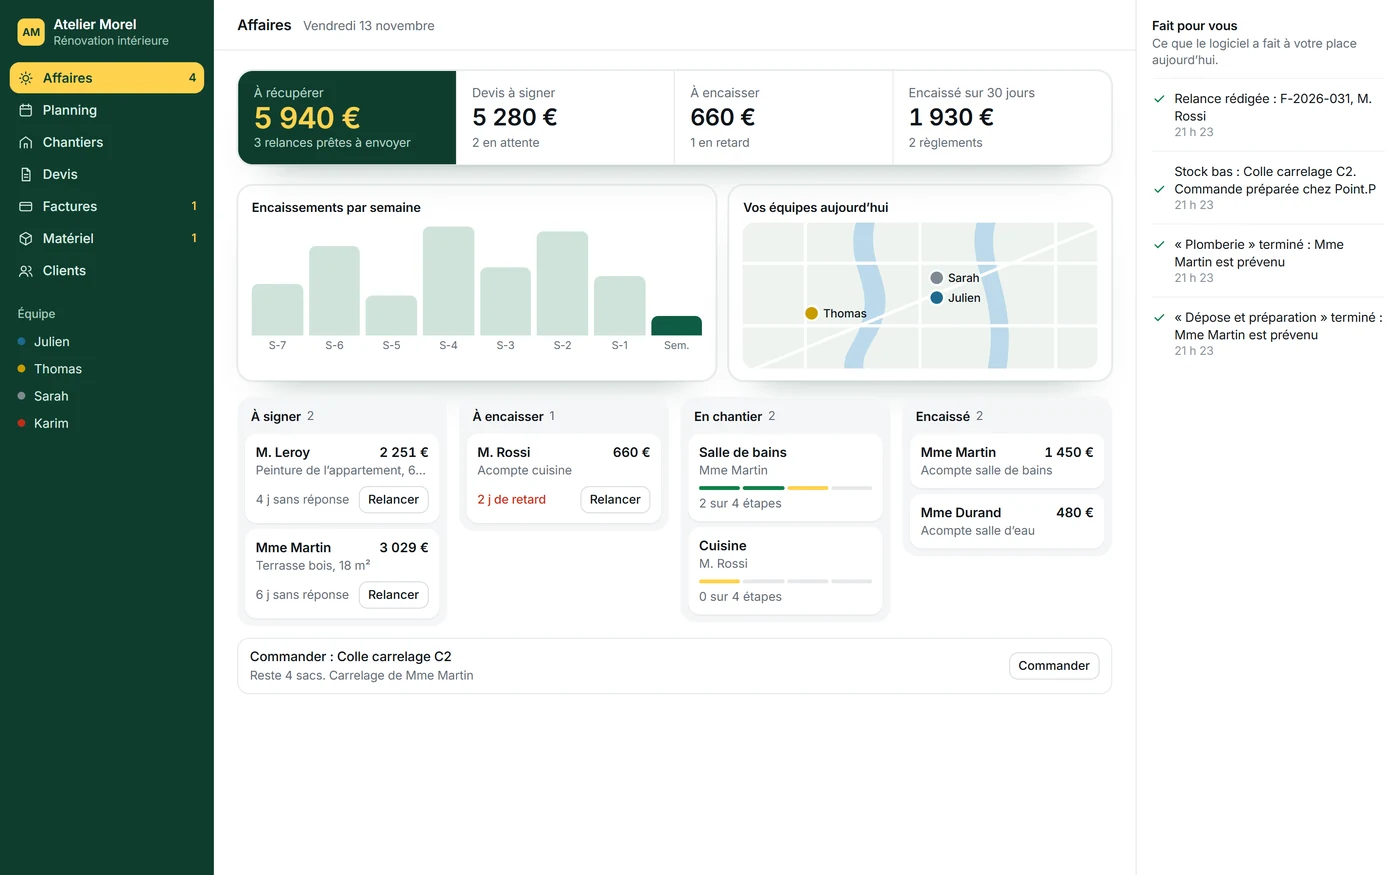 AM
Atelier Morel
Rénovation intérieure
Affaires 4
Planning
Chantiers
Devis
Factures 1
Matériel 1
Clients
Équipe
Julien
Thomas
Sarah
Karim
Affaires Vendredi 13 novembre
À récupérer
5 940 €
3 relances prêtes à envoyer
Devis à signer
5 280 €
2 en attente
À encaisser
660 €
1 en retard
Encaissé sur 30 jours
1 930 €
2 règlements
Encaissements par semaine
S-7 S-6 S-5 S-4 S-3 S-2 S-1 Sem.
Vos équipes aujourd’hui
Sarah
Julien
Thomas
À signer 2
M. Leroy 2 251 €
Peinture de l’appartement, 6…
4 j sans réponse Relancer
Mme Martin 3 029 €
Terrasse bois, 18 m²
6 j sans réponse Relancer
À encaisser 1
M. Rossi 660 €
Acompte cuisine
2 j de retard Relancer
En chantier 2
Salle de bains
Mme Martin
2 sur 4 étapes
Cuisine
M. Rossi
0 sur 4 étapes
Encaissé 2
Mme Martin 1 450 €
Acompte salle de bains
Mme Durand 480 €
Acompte salle d’eau
Commander : Colle carrelage C2
Reste 4 sacs. Carrelage de Mme Martin
Commander
Fait pour vous
Ce que le logiciel a fait à votre place
aujourd’hui.
Relance rédigée : F-2026-031, M.
Rossi
21 h 23
Stock bas : Colle carrelage C2.
Commande préparée chez Point.P
21 h 23
« Plomberie » terminé : Mme
Martin est prévenu
21 h 23
« Dépose et préparation » terminé :
Mme Martin est prévenu
21 h 23